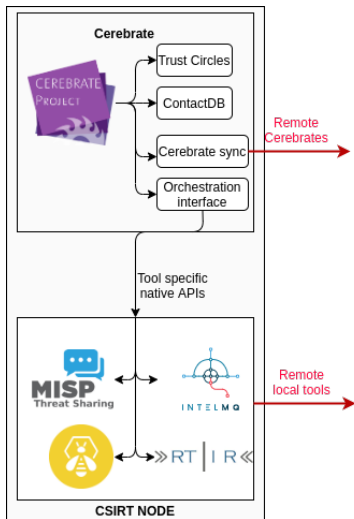 Cerebrate
CEREBRATE
PROJECT
Trust Circles
ContactDB
Cerebrate sync
Orchestration
interface
Remote
Cerebrates
Tool specific
native APIs
MISP
Threat Sharing
INTELMQ
Remote
local tools
RT|IR
CSIRT NODE